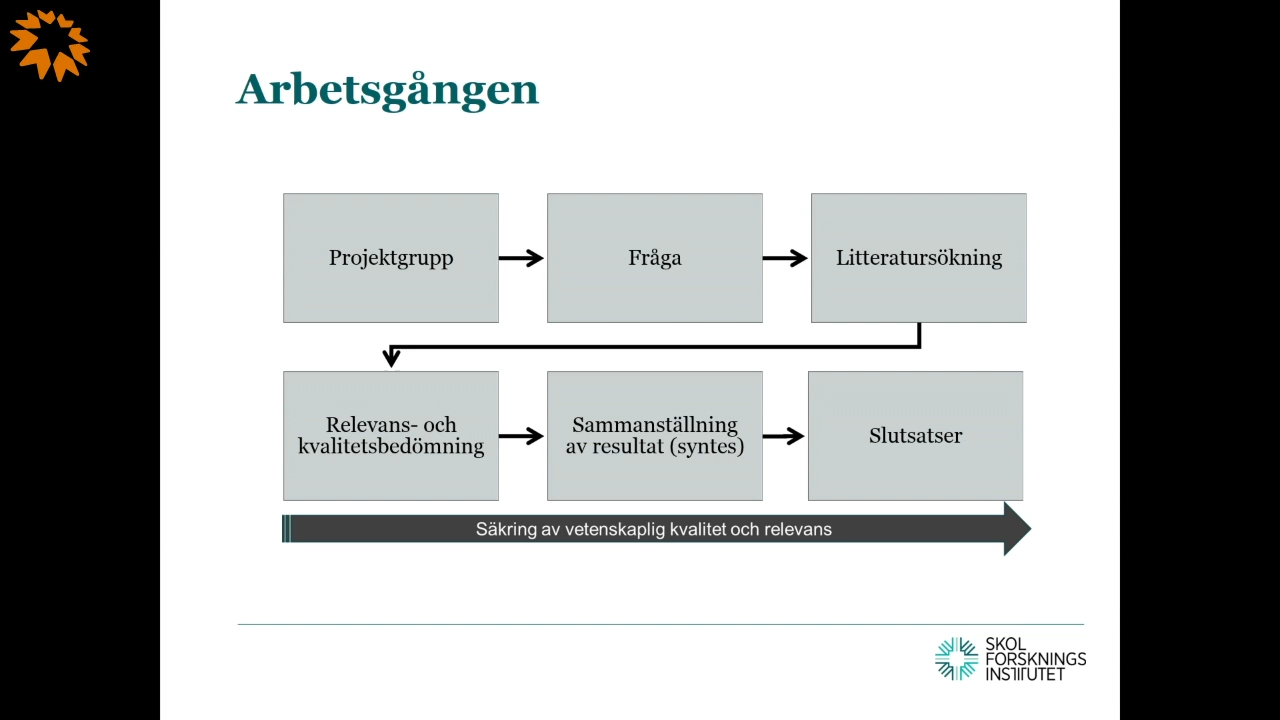 Arbetsgången
Projektgrupp
Fråga
Litteratursökning
Relevans- och
kvalitetsbedömning
Sammanställning
av resultat (syntes)
Slutsatser
Säkring av vetenskaplig kvalitet och relevans
SKOL
FORSKNINGS
INSTITUTET